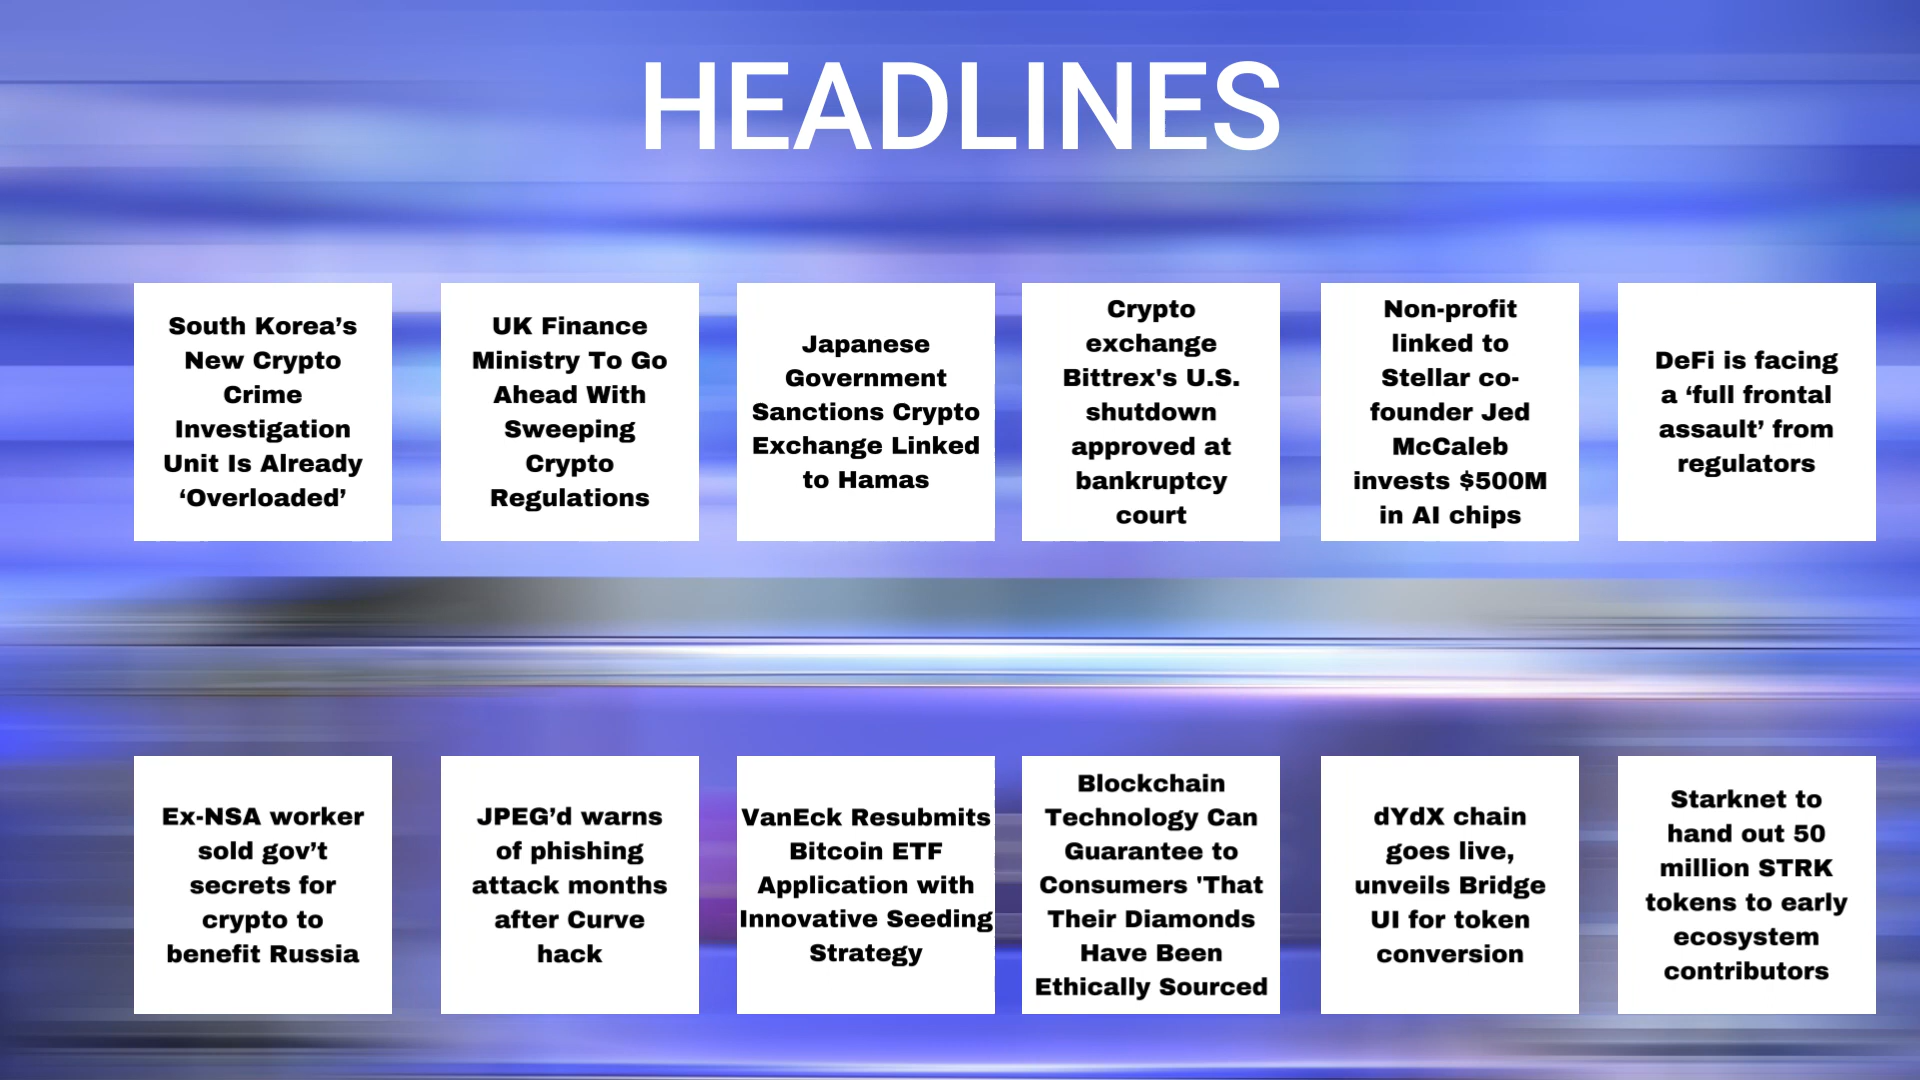 HEADLINES
South Korea’s
New Crypto
Crime
Investigation
Unit Is Already
‘Overloaded’
UK Finance
Ministry To Go
Ahead With
Sweeping
Crypto
Regulations
Japanese
Government
Sanctions Crypto
Exchange Linked
to Hamas
Crypto
exchange
Bittrex's U.S.
shutdown
approved at
bankruptcy
court
Non-profit
linked to
Stellar co-
founder Jed
McCaleb
invests $500M
in AI chips
DeFi is facing
a ‘full frontal
assault’ from
regulators
Ex-NSA worker
sold gov’t
secrets for
crypto to
benefit Russia
JPEG’d warns
of phishing
attack months
after Curve
hack
VanEck Resubmits
Bitcoin ETF
Application with
Innovative Seeding
Strategy
Blockchain
Technology Can
Guarantee to
Consumers 'That
Their Diamonds
Have Been
Ethically Sourced
dYdX chain
goes live,
unveils Bridge
UI for token
conversion
Starknet to
hand out 50
million STRK
tokens to early
ecosystem
contributors